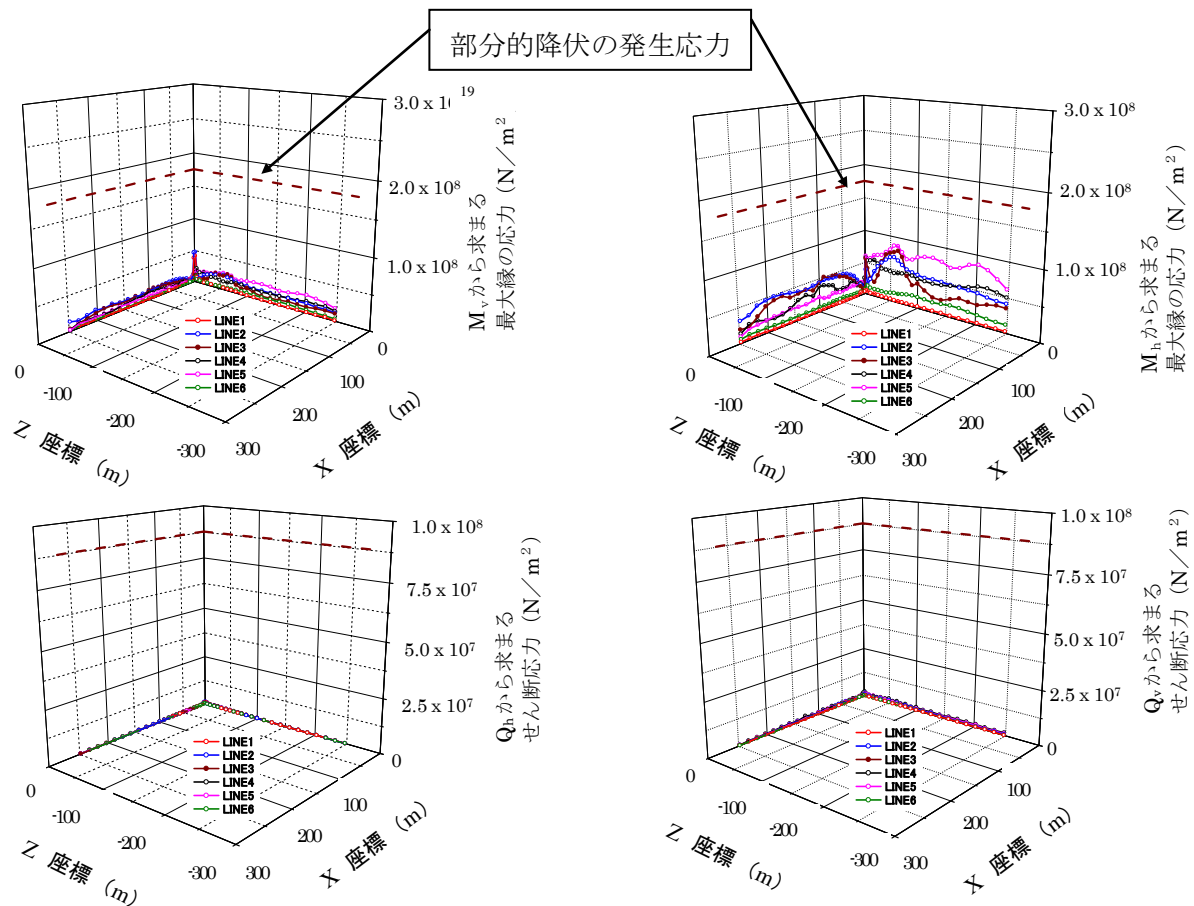 部分的降伏の発生応力
19
3.0 x 1(
2.0 x 10⁸
1.0 x 10⁸
Mᵥから求まる
最大縁の応力 (N／m²)
LINE1
LINE2
LINE3
LINE4
LINE5
LINE6
0
-100
-200
-300
Z 座標 (m)
300
200
100
0
X 座標 (m)
3.0 x 10⁸
2.0 x 10⁸
1.0 x 10⁸
0
Mₕから求まる
最大縁の応力 (N／m²)
LINE1
LINE2
LINE3
LINE4
LINE5
LINE6
0
-100
-200
-300
Z 座標 (m)
300
200
100
X 座標 (m)
1.0 x 10⁸
7.5 x 10⁷
5.0 x 10⁷
2.5 x 10⁷
0
Qₕから求まる
せん断応力 (N／m²)
LINE1
LINE2
LINE3
LINE4
LINE5
LINE6
0
-100
-200
-300
Z 座標 (m)
300
200
100
X 座標 (m)
1.0 x 10⁸
7.5 x 10⁷
5.0 x 10⁷
2.5 x 10⁷
0
Qᵥから求まる
せん断応力 (N／m²)
LINE1
LINE2
LINE3
LINE4
LINE5
LINE6
0
-100
-200
-300
Z 座標 (m)
300
200
100
X 座標 (m)